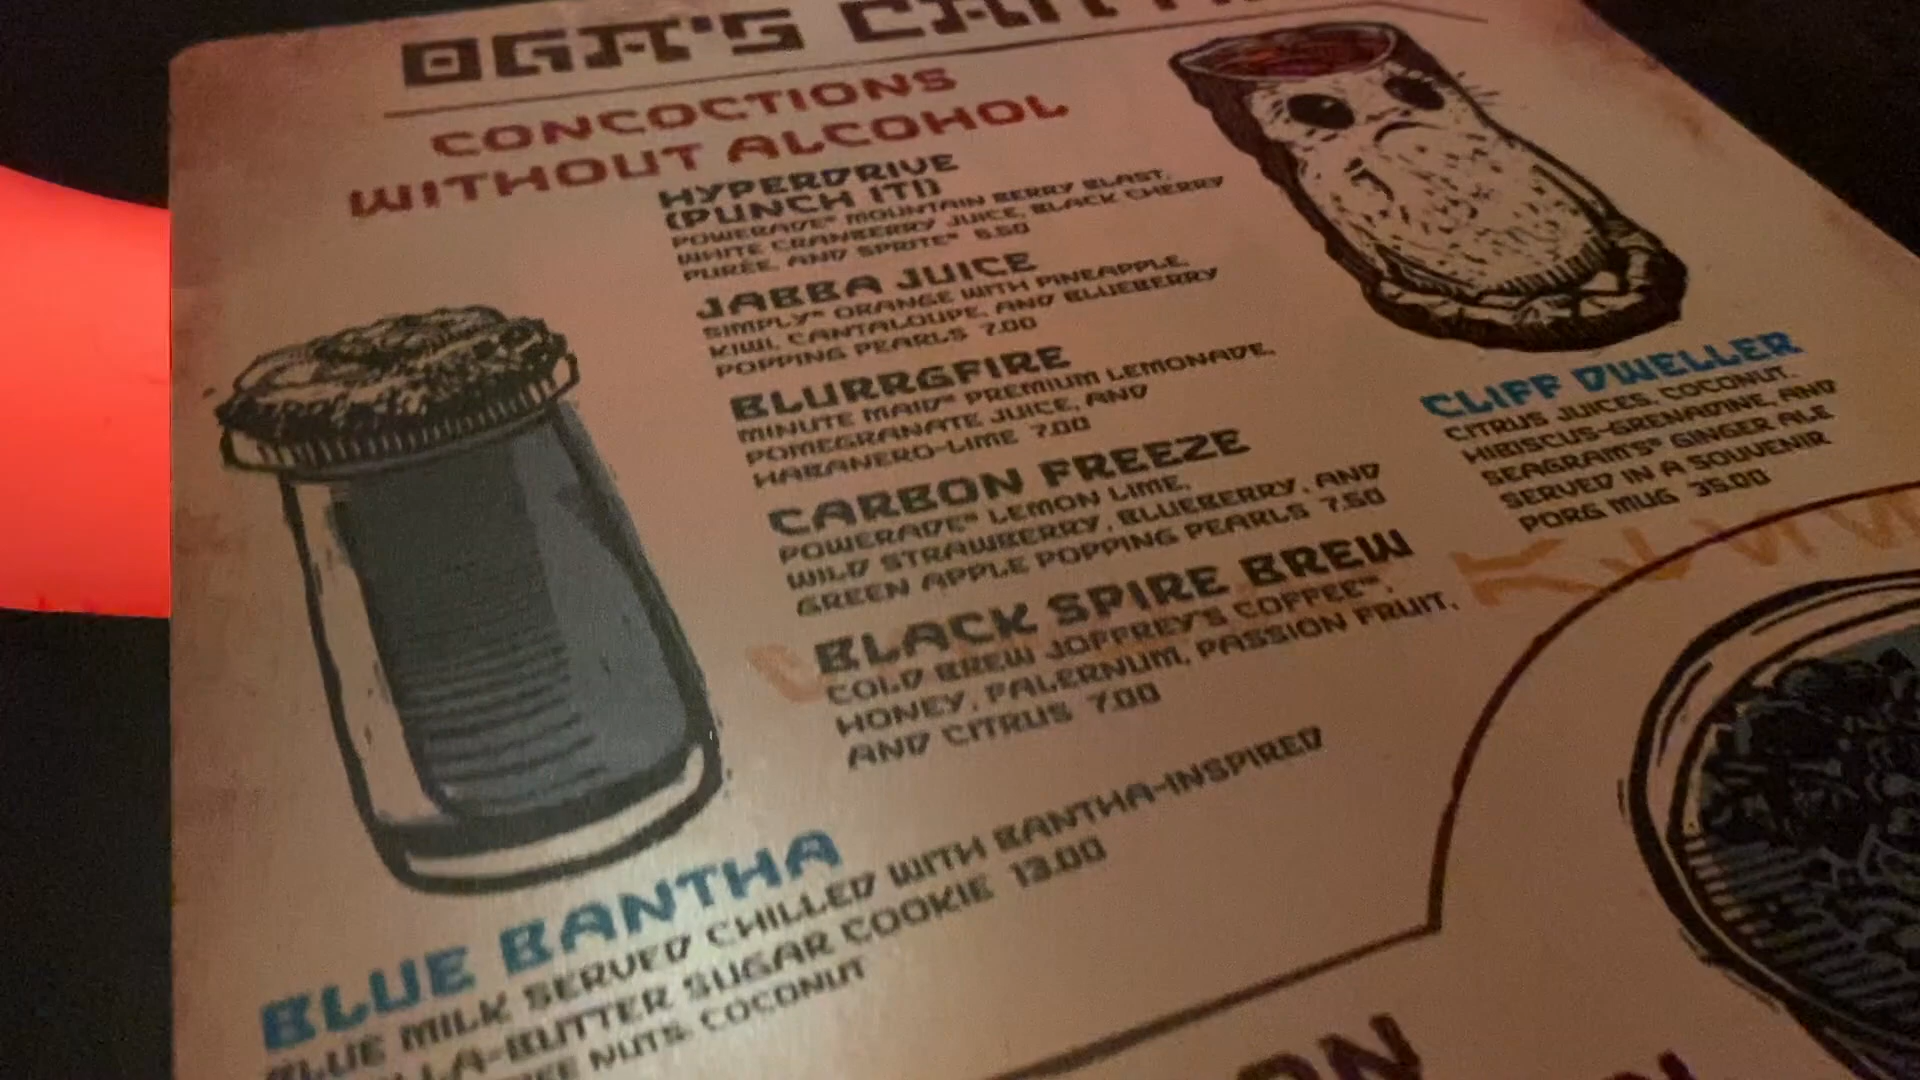 OGA'S
CONCOCTIONS
WITHOUT ALCOHOL
HYPERDRIVE
(PUNCH IT!)
POWERADE® MOUNTAIN BERRY BLAST,
WHITE CRANBERRY JUICE, BLACK CHERRY
PURÉE, AND SPRITE®
JABBA JUICE
SIMPLY® ORANGE WITH PINEAPPLE,
KIWI, CANTALOUPE, AND BLUEBERRY
POPPING PEARLS 7.00
BLURRGFIRE
MINUTE MAID® PREMIUM LEMONADE,
POMEGRANATE JUICE, AND
HABANERO-LIME 7.00
CARBON FREEZE
POWERADE® LEMON LIME,
WILD STRAWBERRY, BLUEBERRY, AND
GREEN APPLE POPPING PEARLS 7.50
BLACK SPIRE BREW
COLD BREW JOFFREY'S COFFEE™,
HONEY, FALERNUM, PASSION FRUIT,
AND CITRUS 7.00
CLIFF DWELLER
CITRUS JUICES, COCONUT,
HIBISCUS-GRENADINE, AND
SEAGRAM'S® GINGER ALE
SERVED IN A SOUVENIR
PORG MUG 35.00
BLUE BANTHA
BLUE MILK SERVED CHILLED WITH BANTHA-INSPIRED
LLA-BUTTER SUGAR COOKIE 13.00
NUTS COCONUT